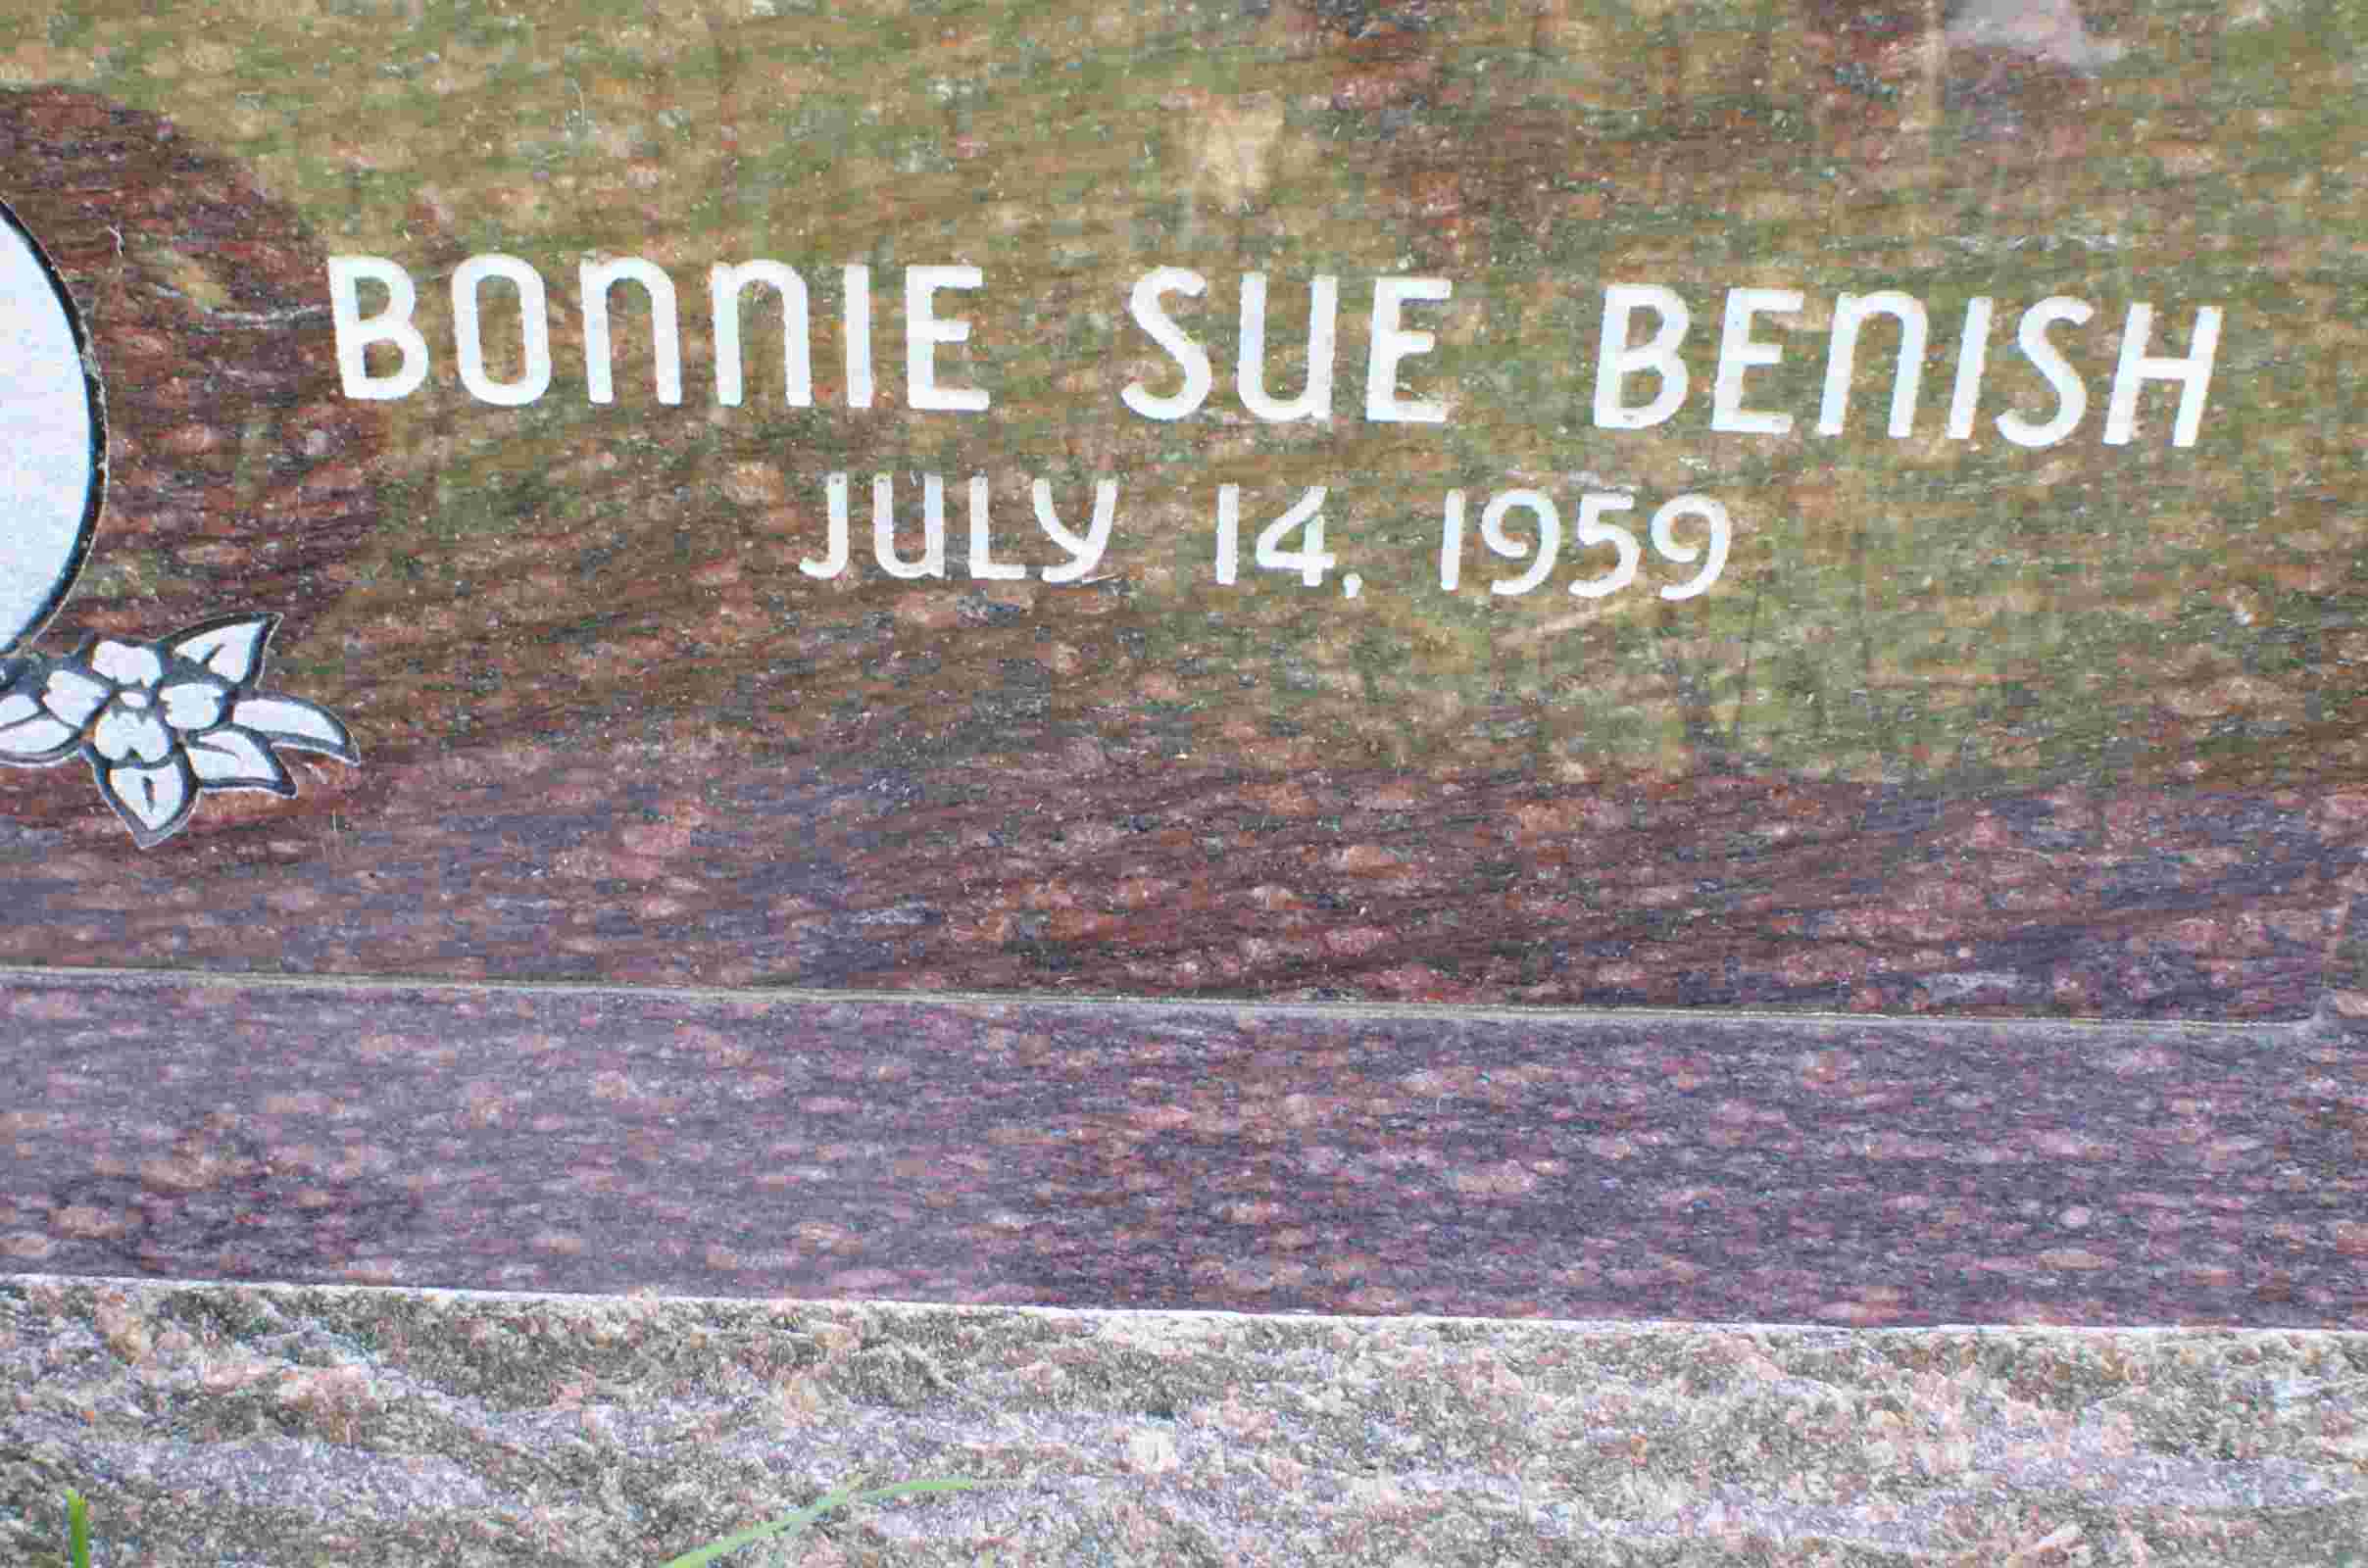 BONNIE SUE BENISH
JULY 14, 1959